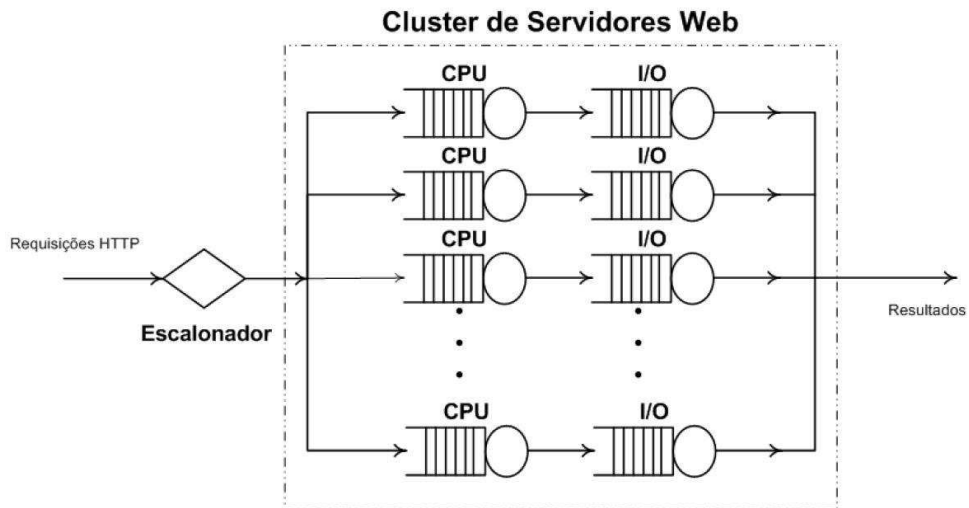 Cluster de Servidores Web
CPU
I/O
CPU
I/O
CPU
I/O
Requisições HTTP
Escalonador
Resultados
CPU
I/O